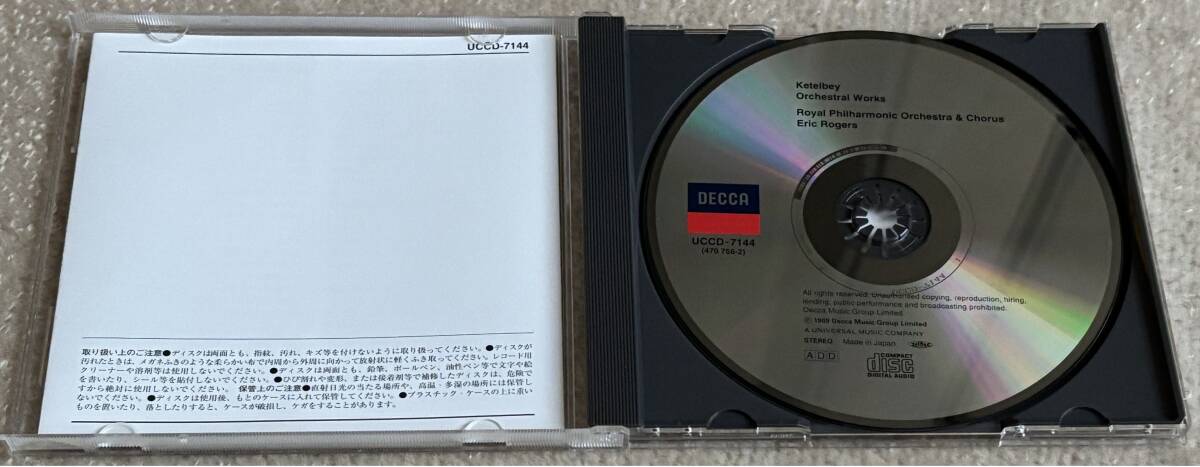 UCCD-7144
取り扱い上のご注意●ディスクは両面とも、指紋、汚れ、キズ等を付けないように取り扱ってください。●ディスクが
汚れたときは、メガネふきのような柔らかい布で内周から外周に向かって放射状に軽くふき取ってください。レコード用
クリーナーや溶剤等は使用しないでください。●ディスクは両面とも、鉛筆、ボールペン、油性ペン等で文字や絵
を書いたり、シール等を貼付しないでください。●ひび割れや変形、または接着剤等で補修したディスクは、危険で
すから絶対に使用しないでください。 保管上のご注意●直射日光の当たる場所や、高温・多湿の場所には保管し
ないでください。●ディスクは使用後、もとのケースに入れて保管してください。●プラスチック・ケースの上に重い
ものを置いたり、落としたりすると、ケースが破損し、ケガをすることがあります。
Ketelbey
Orchestral Works
Royal Philharmonic Orchestra & Chorus
Eric Rogers
DECCA
UCCD-7144
(470 756-2)
All rights reserved. Unauthorised copying, reproduction, hiring,
lending, public performance and broadcasting prohibited.
Decca Music Group Limited
℗ 1969 Decca Music Group Limited
A UNIVERSAL MUSIC COMPANY
STEREO Made in Japan
ADD
COMPACT
disc
DIGITAL AUDIO